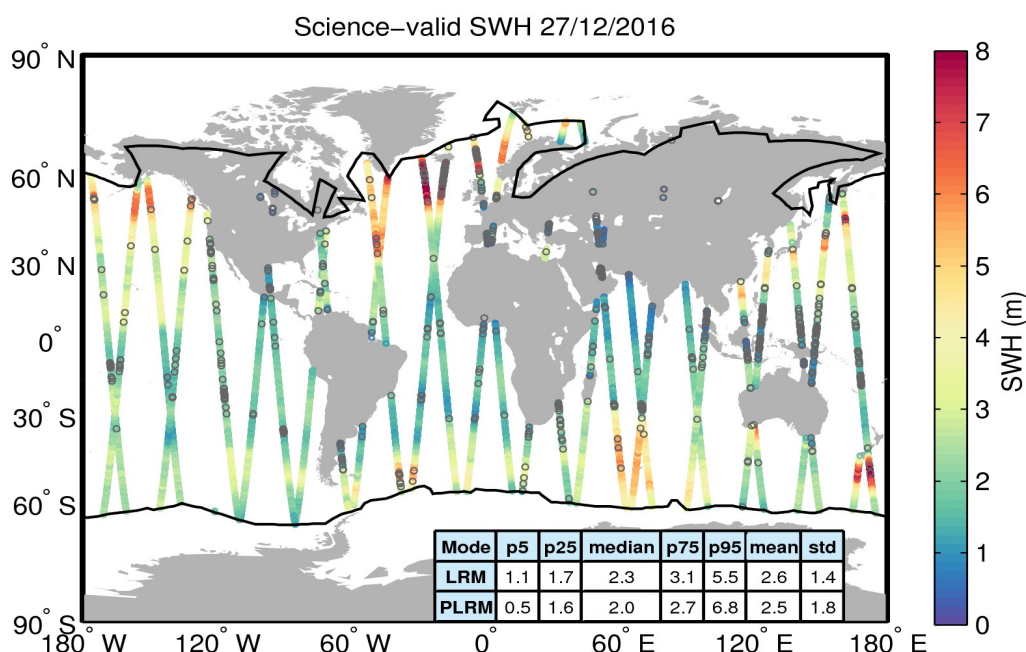 Science−valid SWH 27/12/2016
90° N
60° N
30° N
0°
30° S
60° S
90° S
180° W
120° W
60° W
0°
60° E
120° E
180° E
8
7
6
5
4
3
2
1
0
SWH (m)
Mode p5 p25 median p75 p95 mean std
LRM 1.1 1.7 2.3 3.1 5.5 2.6 1.4
PLRM 0.5 1.6 2.0 2.7 6.8 2.5 1.8